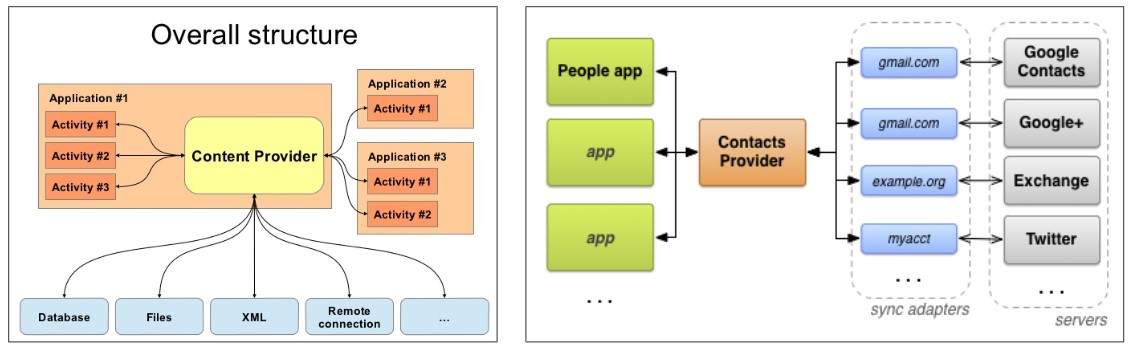 Overall structure
Application #1
Activity #1
Activity #2
Activity #3
Content Provider
Application #2
Activity #1
Application #3
Activity #1
Activity #2
Database
Files
XML
Remote
connection
...
People app
app
app
...
Contacts
Provider
gmail.com
gmail.com
example.org
myacct
...
sync adapters
Google
Contacts
Google+
Exchange
Twitter
...
servers